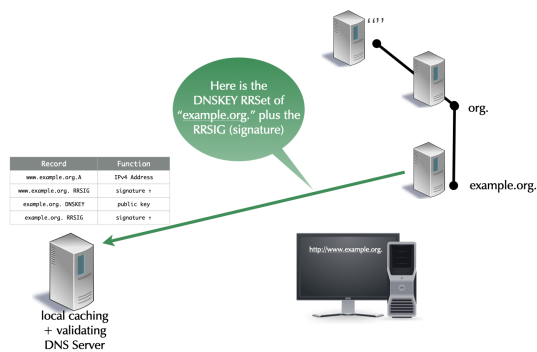 “”
org.
example.org.
Here is the
DNSKEY RRSet of
“example.org.” plus the
RRSIG (signature)
Record Function
www.example.org.A IPv4 Address
www.example.org. RRSIG signature ↑
example.org. DNSKEY public key
example.org. RRSIG signature ↑
http://www.example.org.
local caching
+ validating
DNS Server